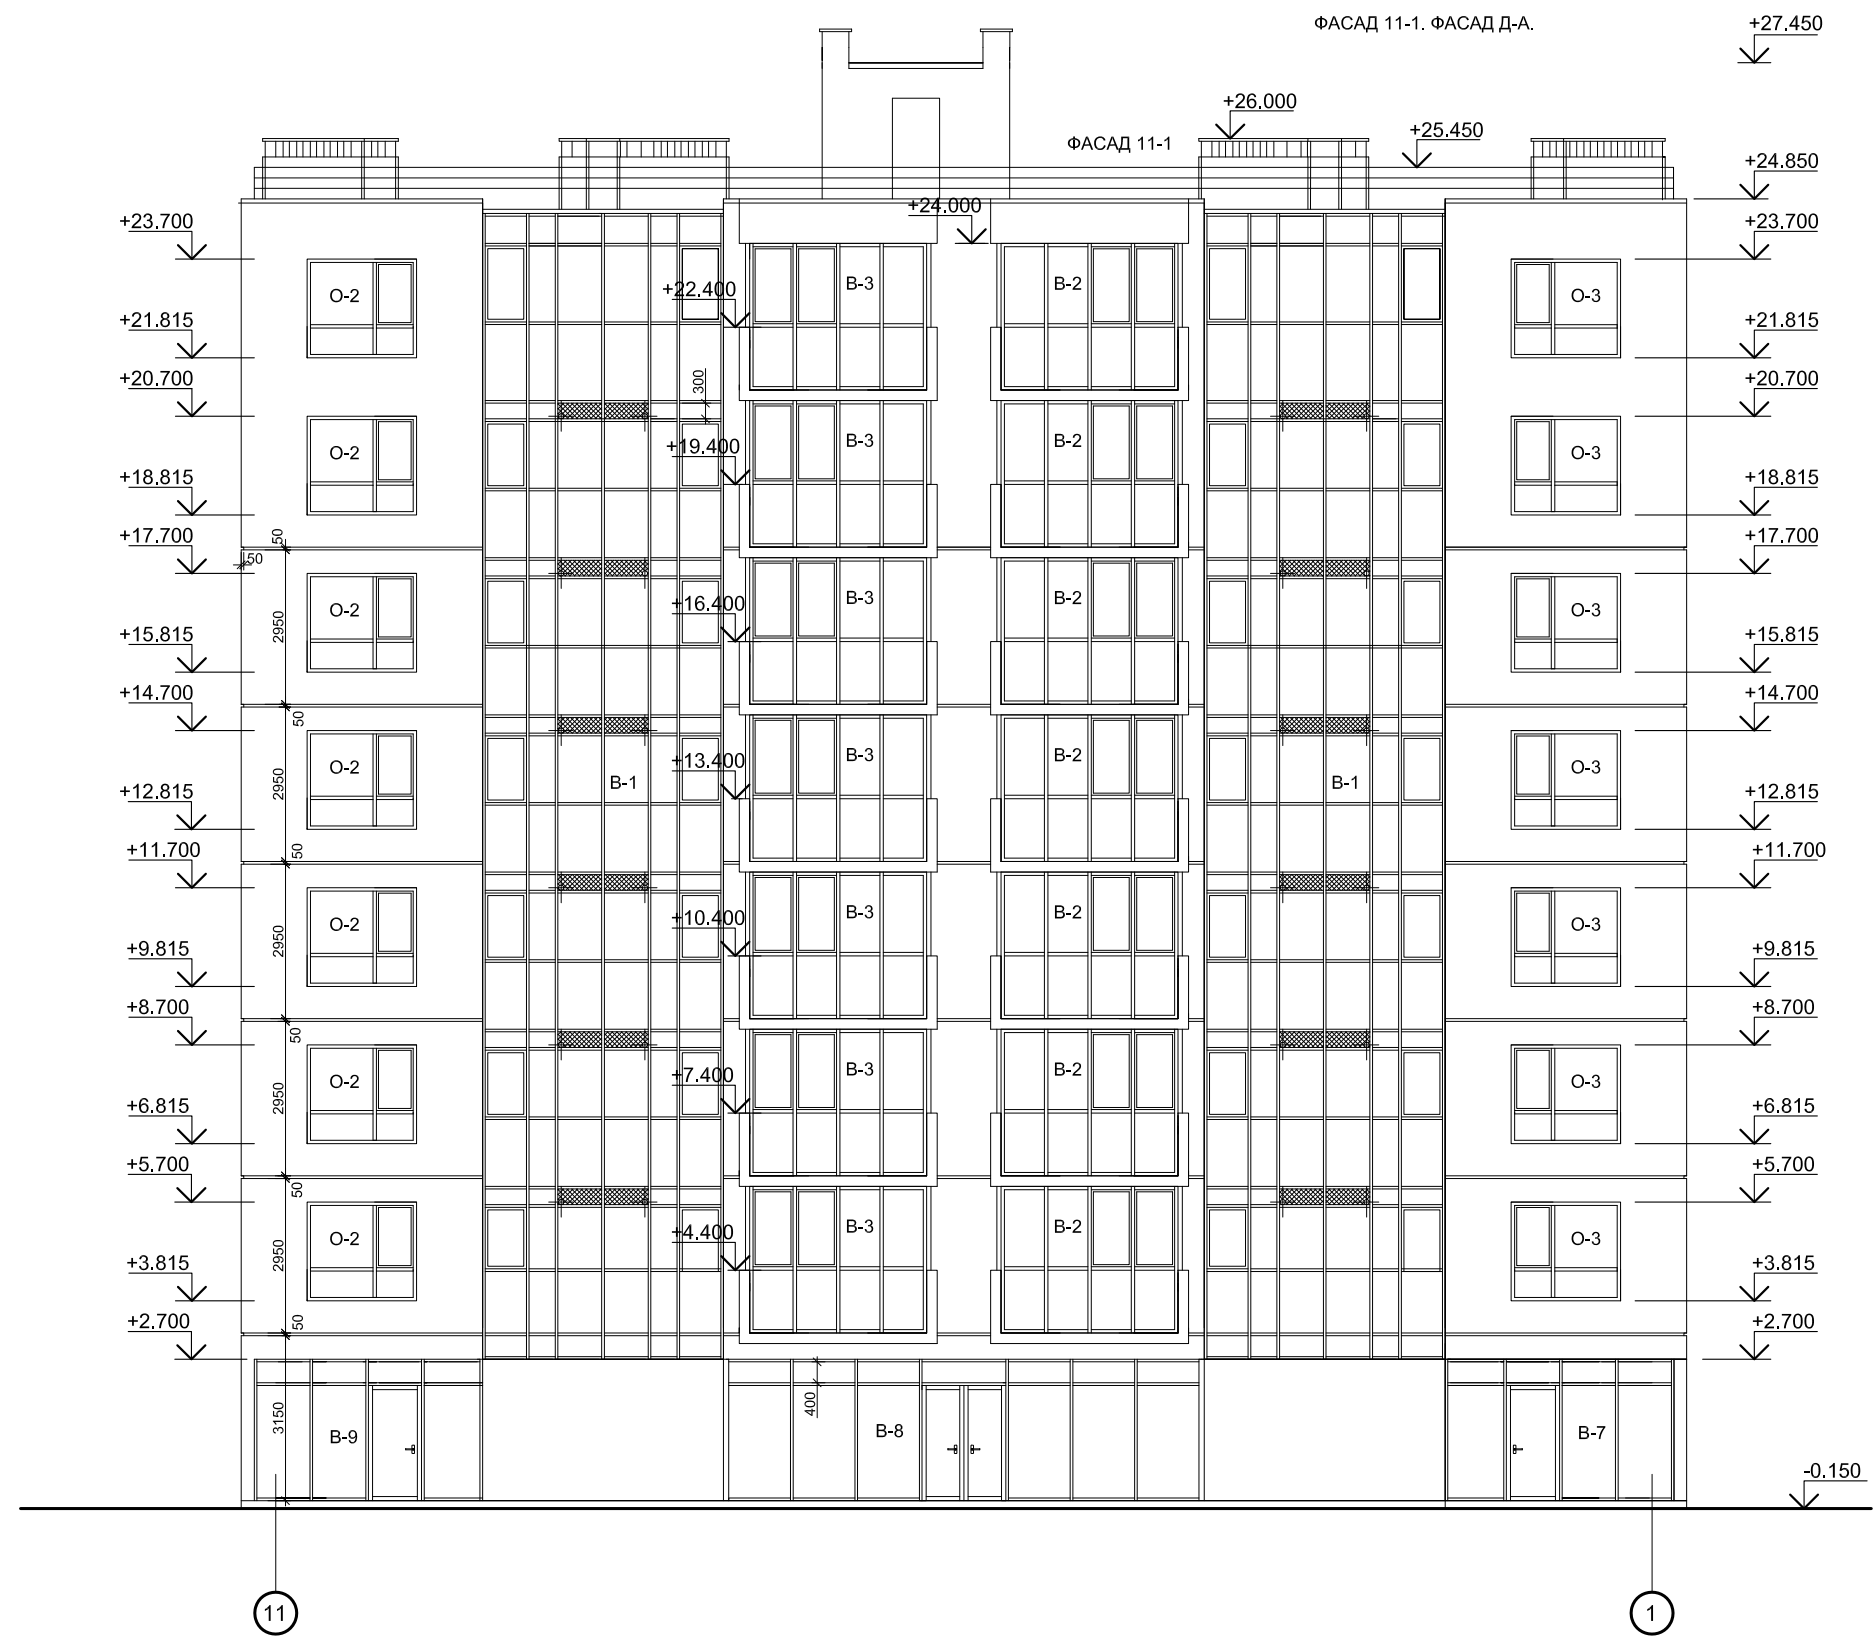 ФАСАД 11-1. ФАСАД Д-А.
+27.450
+26.000
+25.450
ФАСАД 11-1
+24.850
+24.000
+23.700
+23.700
О-2
+22.400
В-3
В-2
О-3
+21.815
+21.815
+20.700
300
+20.700
О-2
+19.400
В-3
В-2
О-3
+18.815
+18.815
+17.700
50
50
+17.700
О-2
2950
+16.400
В-3
В-2
О-3
+15.815
+15.815
+14.700
50
+14.700
О-2
2950
В-1
+13.400
В-3
В-2
В-1
О-3
+12.815
+12.815
+11.700
50
+11.700
О-2
2950
+10.400
В-3
В-2
О-3
+9.815
+9.815
+8.700
50
+8.700
О-2
2950
+7.400
В-3
В-2
О-3
+6.815
+6.815
+5.700
50
+5.700
О-2
2950
+4.400
В-3
В-2
О-3
+3.815
+3.815
+2.700
50
+2.700
3150
В-9
400
В-8
В-7
-0.150
11
1